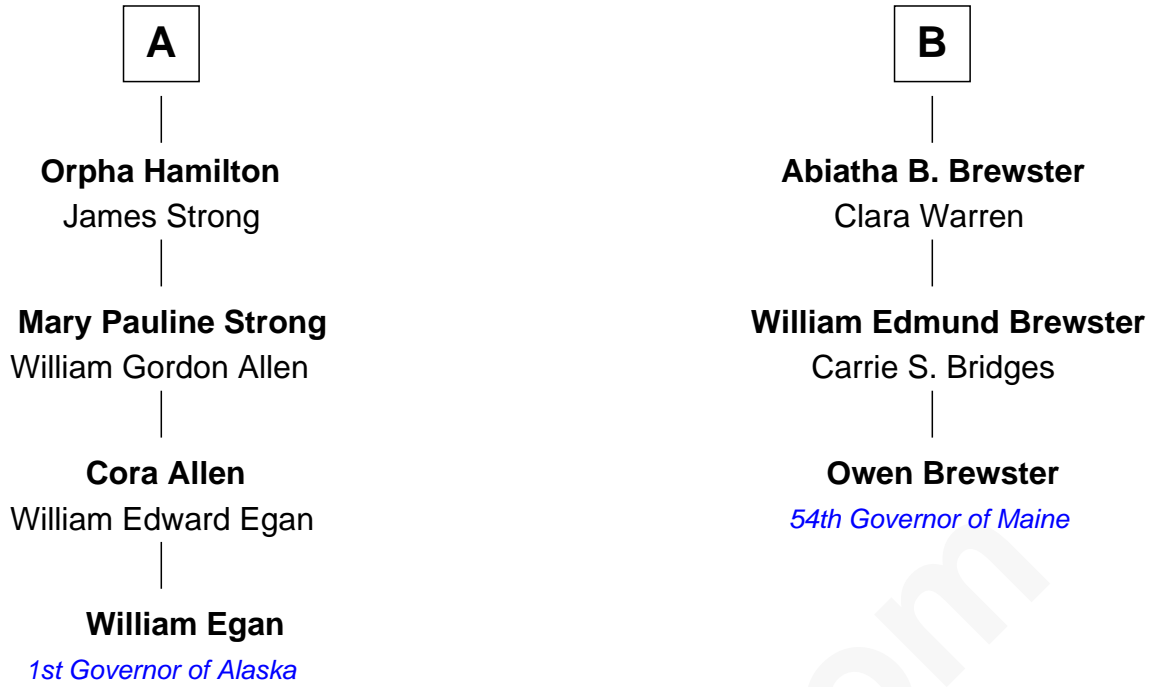 A
Orpha Hamilton
James Strong
Mary Pauline Strong
William Gordon Allen
Cora Allen
William Edward Egan
William Egan
1st Governor of Alaska
B
Abiatha B. Brewster
Clara Warren
William Edmund Brewster
Carrie S. Bridges
Owen Brewster
54th Governor of Maine
om